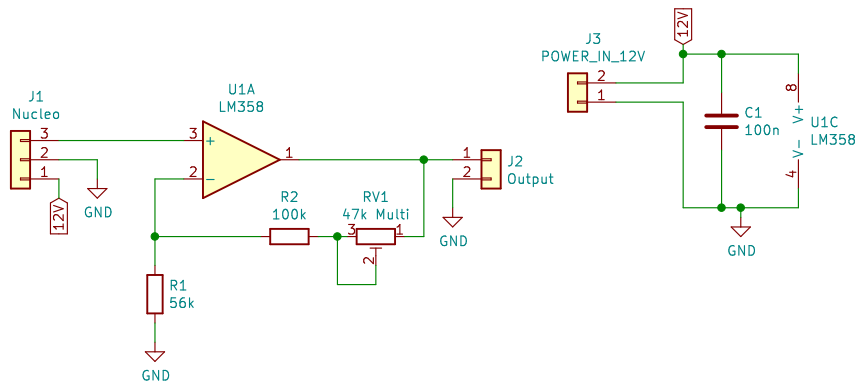 J1
Nucleo
3
2
1
12V
GND
U1A
LM358
3
+
2
−
1
R2
100k
RV1
47k Multi
3
1
2
R1
56k
GND
1
2
J2
Output
GND
J3
POWER_IN_12V
2
1
12V
C1
100n
8
V+
U1C
LM358
V-
4
GND